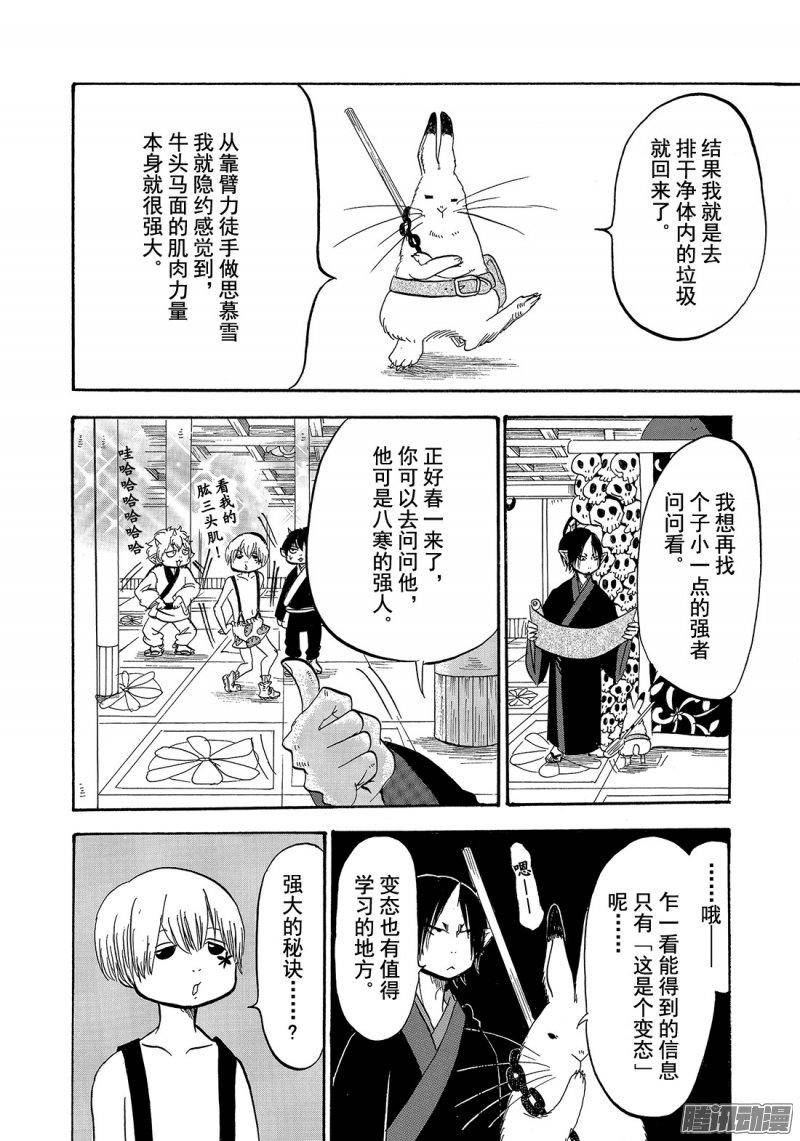 结果我就是去
排干净体内的垃圾
就回来了。
从靠臂力徒手做思慕雪
我就隐约感觉到，
牛头马面的肌肉力量
本身就很强大。
我想再找
个子小一点的强者
问问看。
正好春一来了，
你可以去问问他，
他可是八寒的强人。
看我的
肱三头肌！
哇哈哈哈哈哈哈
……哦——
乍一看能得到的信息
只有「这是个变态」
呢……
嗯——
变态也有值得
学习的地方。
强大的秘诀……？
腾讯动漫